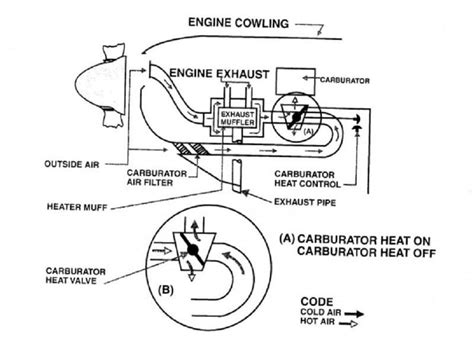 ENGINE COWLING
ENGINE EXHAUST
CARBURATOR
EXHAUST
MUFFLER
(A)
OUTSIDE AIR
CARBURATOR
AIR FILTER
CARBURATOR
HEAT CONTROL
HEATER MUFF
EXHAUST PIPE
(A) CARBURATOR HEAT ON
CARBURATOR HEAT OFF
CARBURATOR
HEAT VALVE
(B)
CODE
COLD AIR
HOT AIR